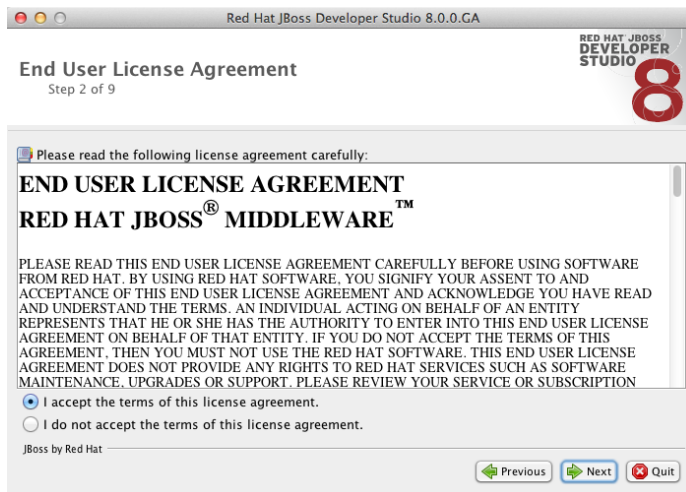 Red Hat JBoss Developer Studio 8.0.0.GA
RED HAT JBOSS
DEVELOPER
STUDIO
8
End User License Agreement
Step 2 of 9
Please read the following license agreement carefully:
END USER LICENSE AGREEMENT
RED HAT JBOSS® MIDDLEWARE™
PLEASE READ THIS END USER LICENSE AGREEMENT CAREFULLY BEFORE USING SOFTWARE
FROM RED HAT. BY USING RED HAT SOFTWARE, YOU SIGNIFY YOUR ASSENT TO AND
ACCEPTANCE OF THIS END USER LICENSE AGREEMENT AND ACKNOWLEDGE YOU HAVE READ
AND UNDERSTAND THE TERMS. AN INDIVIDUAL ACTING ON BEHALF OF AN ENTITY
REPRESENTS THAT HE OR SHE HAS THE AUTHORITY TO ENTER INTO THIS END USER LICENSE
AGREEMENT ON BEHALF OF THAT ENTITY. IF YOU DO NOT ACCEPT THE TERMS OF THIS
AGREEMENT, THEN YOU MUST NOT USE THE RED HAT SOFTWARE. THIS END USER LICENSE
AGREEMENT DOES NOT PROVIDE ANY RIGHTS TO RED HAT SERVICES SUCH AS SOFTWARE
MAINTENANCE, UPGRADES OR SUPPORT. PLEASE REVIEW YOUR SERVICE OR SUBSCRIPTION
I accept the terms of this license agreement.
I do not accept the terms of this license agreement.
JBoss by Red Hat
Previous Next Quit